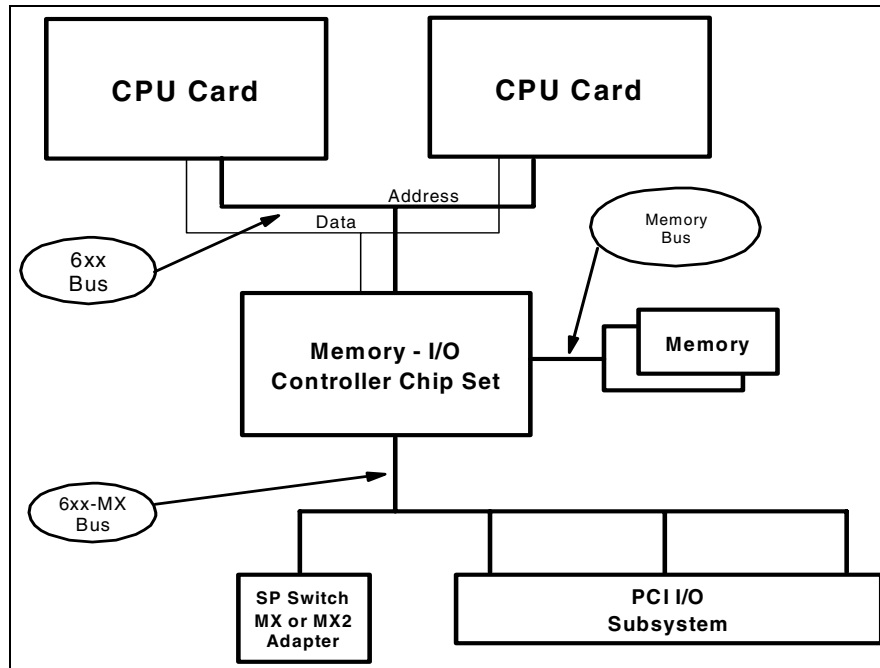 CPU Card
CPU Card
Address
Data
6xx
Bus
Memory
Bus
Memory - I/O
Controller Chip Set
Memory
6xx-MX
Bus
SP Switch
MX or MX2
Adapter
PCI I/O
Subsystem